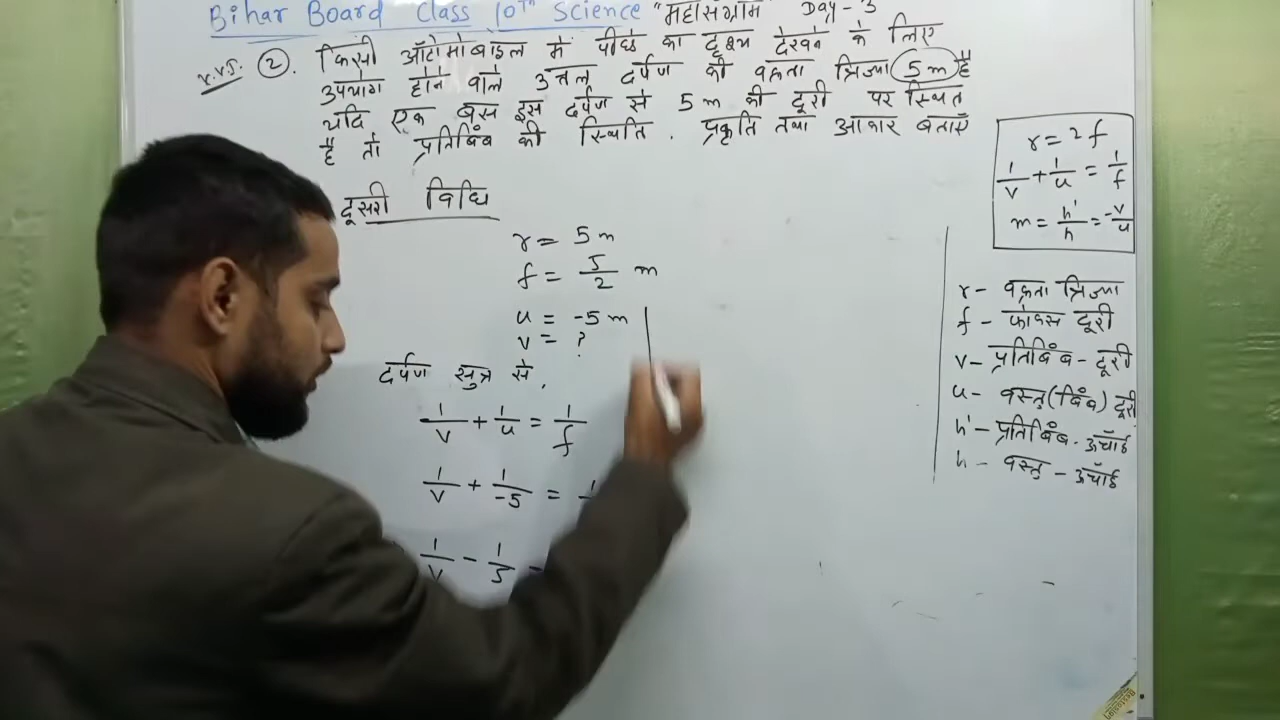 Bihar Board Class 10th Science "महासंग्राम" Day-3
V.V.I. (2). किसी ऑटोमोबाइल में पीछे का दृश्य देखने के लिए
उपयोग होने वाले उत्तल दर्पण की वक्रता त्रिज्या 5m है
यदि एक बस इस दर्पण से 5m की दूरी पर स्थित
है तो प्रतिबिंब की स्थिति, प्रकृति तथा आकार बताएँ
दूसरी विधि
r = 5 m
f = 5/2 m
u = -5 m
v = ?
दर्पण सुत्र से,
1/v + 1/u = 1/f
1/v + 1/-5 =
1/v - 1/5 =
r = 2f
1/v + 1/u = 1/f
m = h'/h = -v/u
r - वक्रता त्रिज्या
f - फोकस दूरी
v - प्रतिबिंब - दूरी
u - वस्तु (बिंब) दूरी
h' - प्रतिबिंब - ऊँचाई
h - वस्तु - ऊँचाई